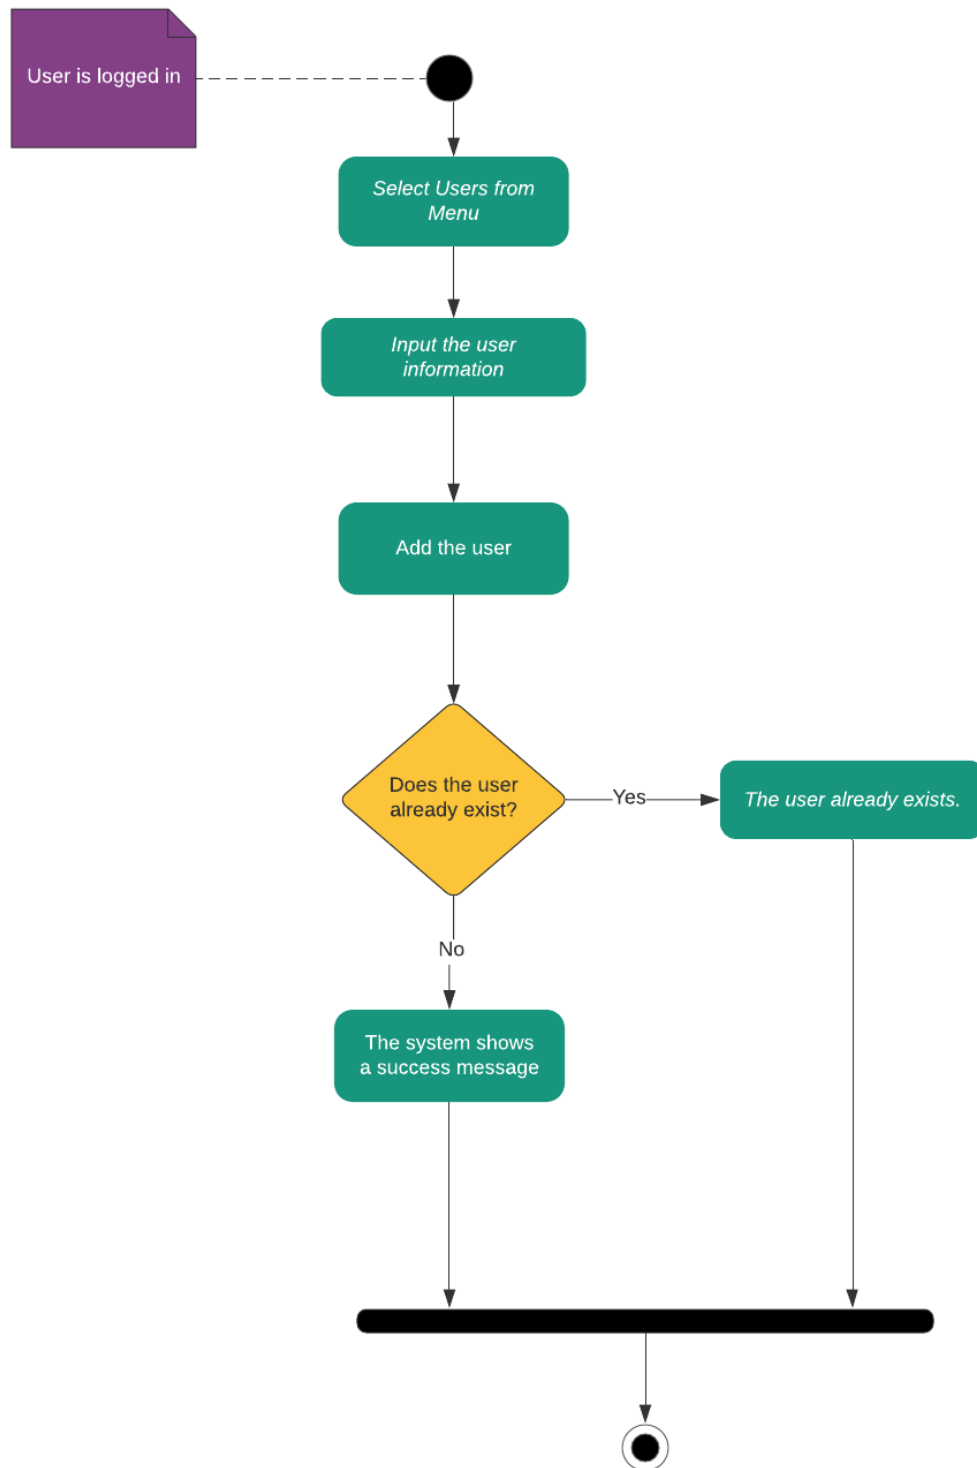 User is logged in
Select Users from
Menu
Input the user
information
Add the user
Does the user
already exist?
Yes
The user already exists.
No
The system shows
a success message